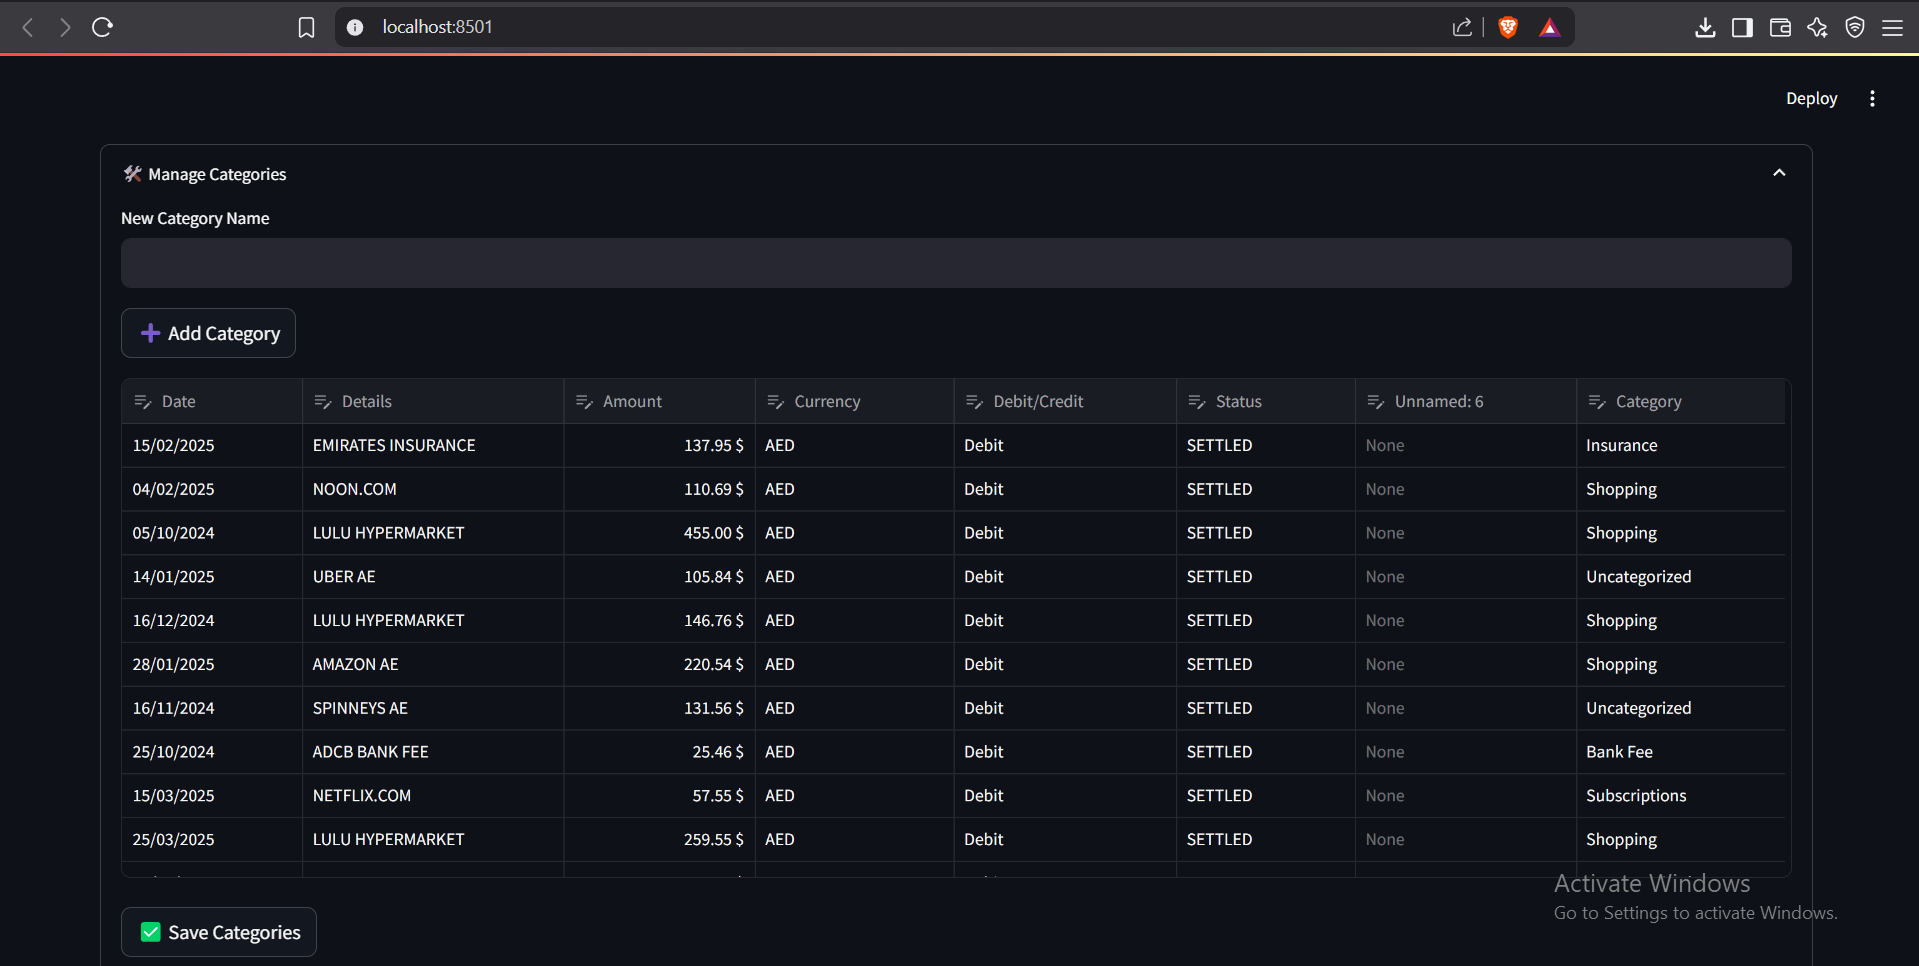 localhost:8501
Deploy
🛠 Manage Categories
New Category Name
➕ Add Category
Date Details Amount Currency Debit/Credit Status Unnamed: 6 Category
15/02/2025 EMIRATES INSURANCE 137.95 $ AED Debit SETTLED None Insurance
04/02/2025 NOON.COM 110.69 $ AED Debit SETTLED None Shopping
05/10/2024 LULU HYPERMARKET 455.00 $ AED Debit SETTLED None Shopping
14/01/2025 UBER AE 105.84 $ AED Debit SETTLED None Uncategorized
16/12/2024 LULU HYPERMARKET 146.76 $ AED Debit SETTLED None Shopping
28/01/2025 AMAZON AE 220.54 $ AED Debit SETTLED None Shopping
16/11/2024 SPINNEYS AE 131.56 $ AED Debit SETTLED None Uncategorized
25/10/2024 ADCB BANK FEE 25.46 $ AED Debit SETTLED None Bank Fee
15/03/2025 NETFLIX.COM 57.55 $ AED Debit SETTLED None Subscriptions
25/03/2025 LULU HYPERMARKET 259.55 $ AED Debit SETTLED None Shopping
Activate Windows
Go to Settings to activate Windows.
✅ Save Categories